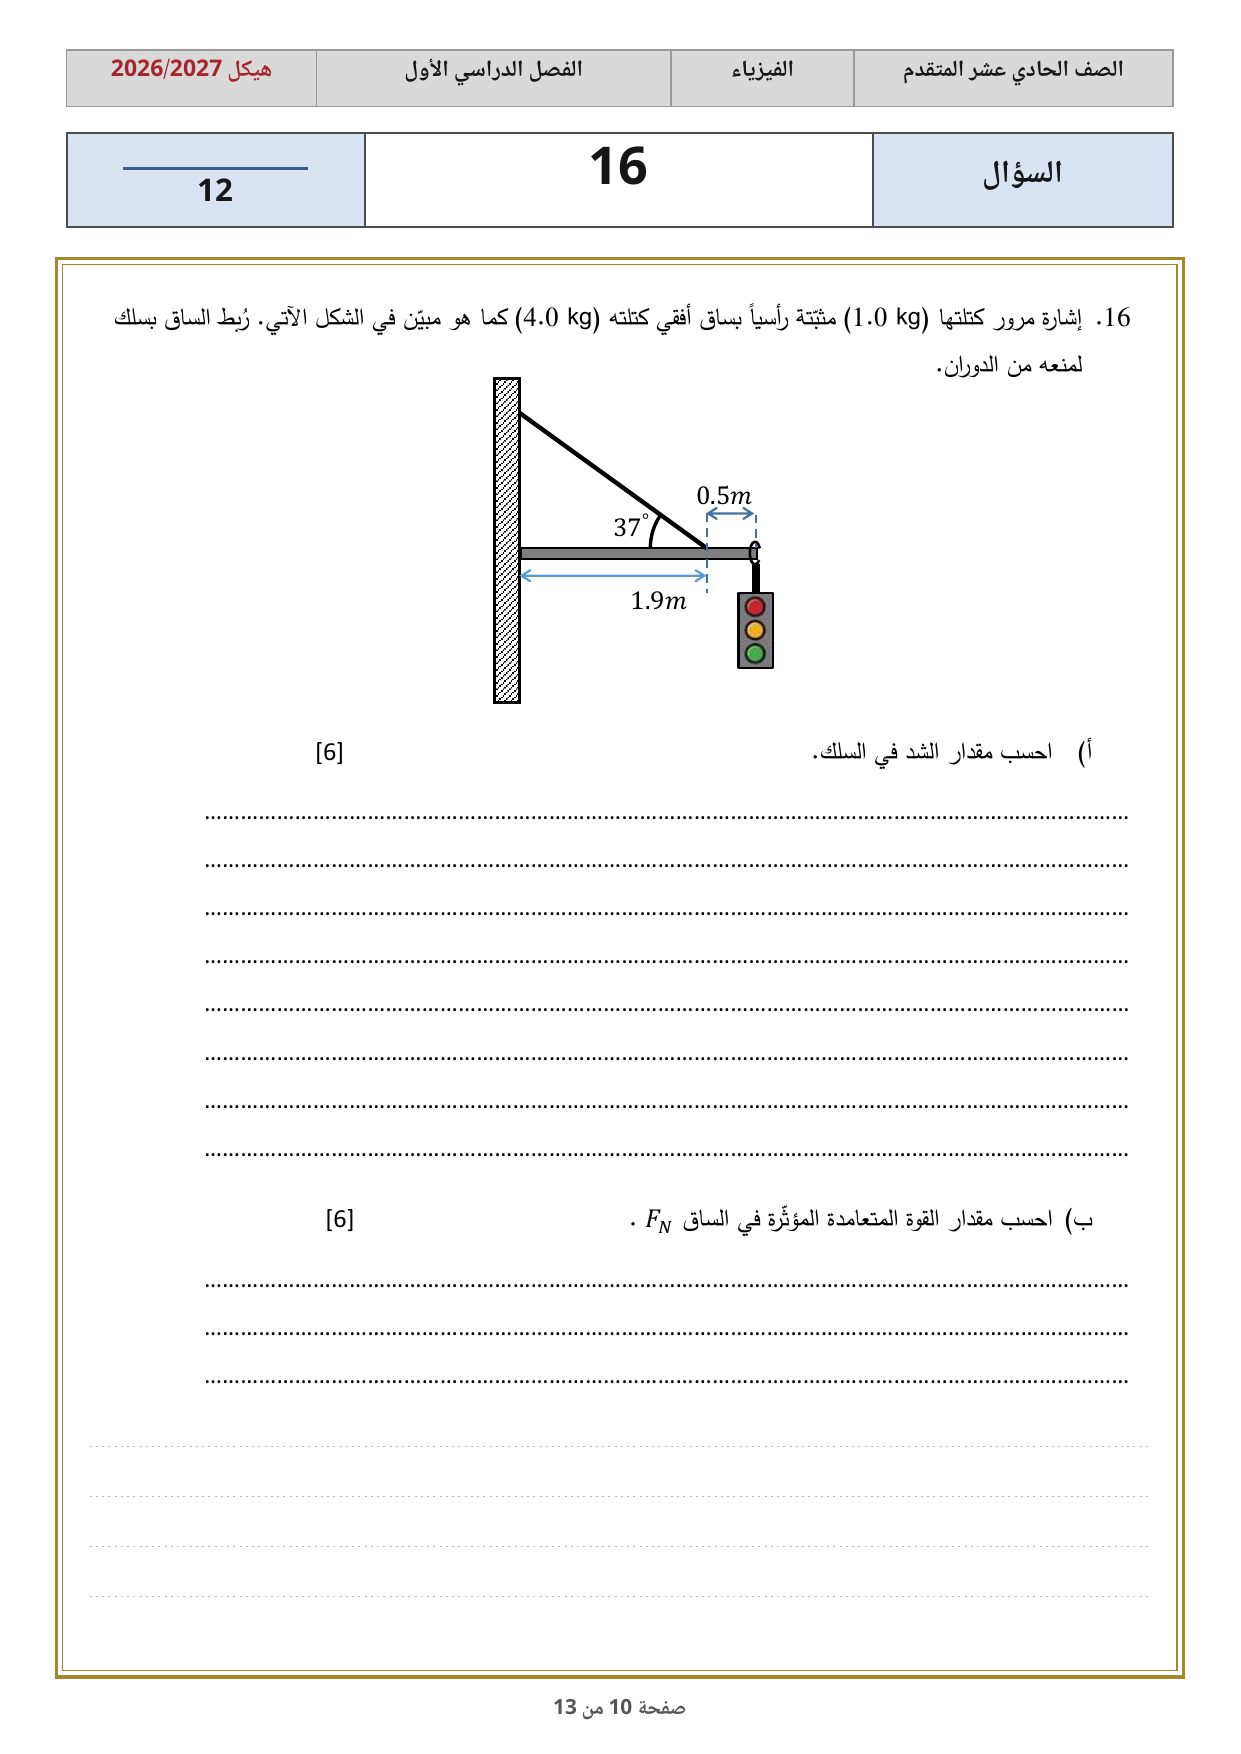 الصف الحادي عشر المتقدم الفيزياء الفصل الدراسي الأول هيكل 2026/2027
السؤال 16 12
16. إشارة مرور كتلتها (1.0 kg) مثبّتة رأسياً بساق أفقي كتلته (4.0 kg) كما هو مبيّن في الشكل الآتي. رُبط الساق بسلك
لمنعه من الدوران.
0.5m
37°
1.9m
أ) احسب مقدار الشد في السلك. [6]
ب) احسب مقدار القوة المتعامدة المؤثّرة في الساق F_N . [6]
صفحة 10 من 13